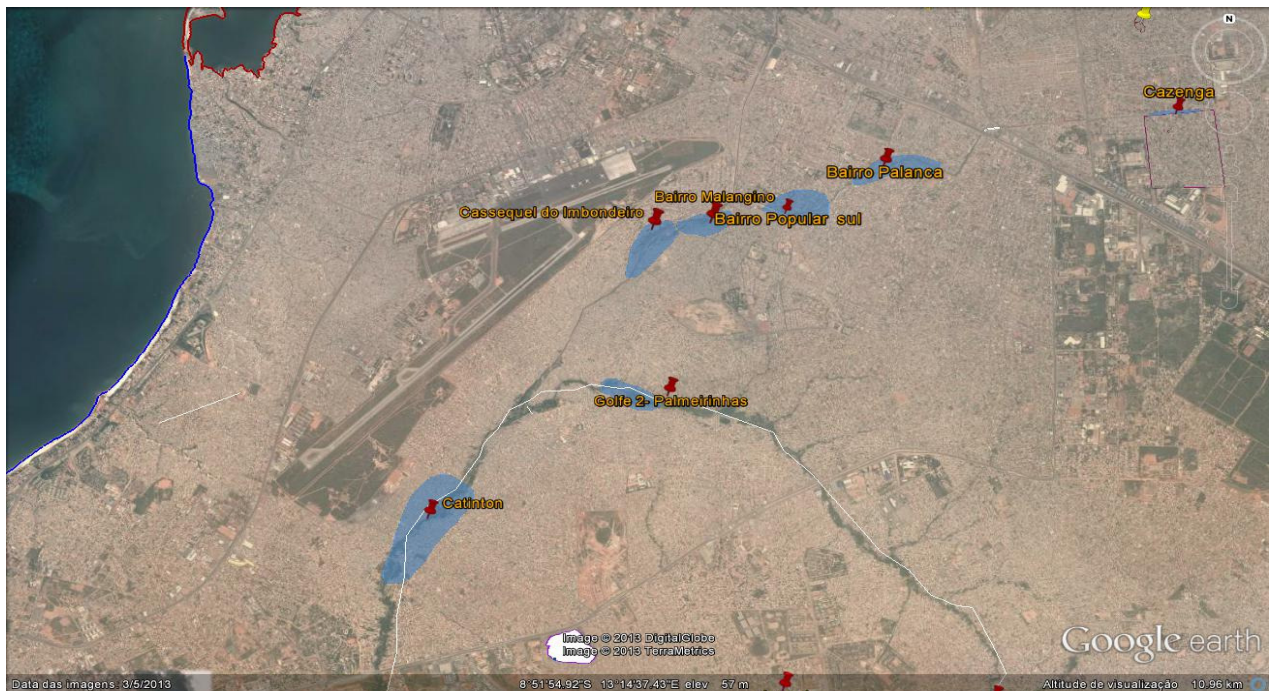 N
Cazenga
Bairro Palanca
Bairro Malangino
Cassequel do Imbondeiro
Bairro Popular sul
Golfe 2- Palmeirinhas
Catinton
Image © 2013 DigitalGlobe
Image © 2013 TerraMetrics
Google earth
Data das imagens: 3/5/2013
8°51'54.92"S 13°14'37.43"E elev 57 m
Altitude de visualização 10.96 km